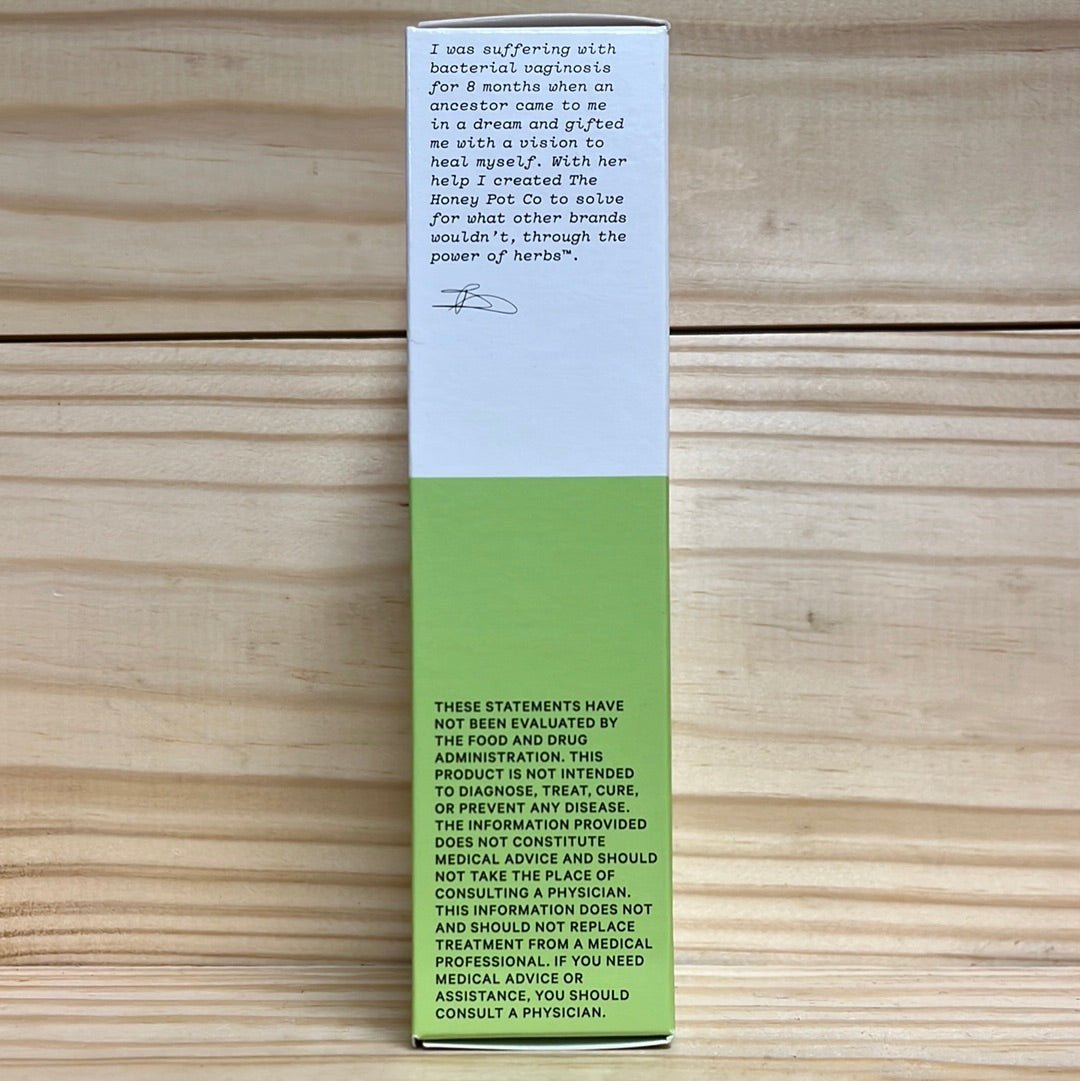 I was suffering with
bacterial vaginosis
for 8 months when an
ancestor came to me
in a dream and gifted
me with a vision to
heal myself. With her
help I created The
Honey Pot Co to solve
for what other brands
wouldn't, through the
power of herbs™.
THESE STATEMENTS HAVE
NOT BEEN EVALUATED BY
THE FOOD AND DRUG
ADMINISTRATION. THIS
PRODUCT IS NOT INTENDED
TO DIAGNOSE, TREAT, CURE,
OR PREVENT ANY DISEASE.
THE INFORMATION PROVIDED
DOES NOT CONSTITUTE
MEDICAL ADVICE AND SHOULD
NOT TAKE THE PLACE OF
CONSULTING A PHYSICIAN.
THIS INFORMATION DOES NOT
AND SHOULD NOT REPLACE
TREATMENT FROM A MEDICAL
PROFESSIONAL. IF YOU NEED
MEDICAL ADVICE OR
ASSISTANCE, YOU SHOULD
CONSULT A PHYSICIAN.